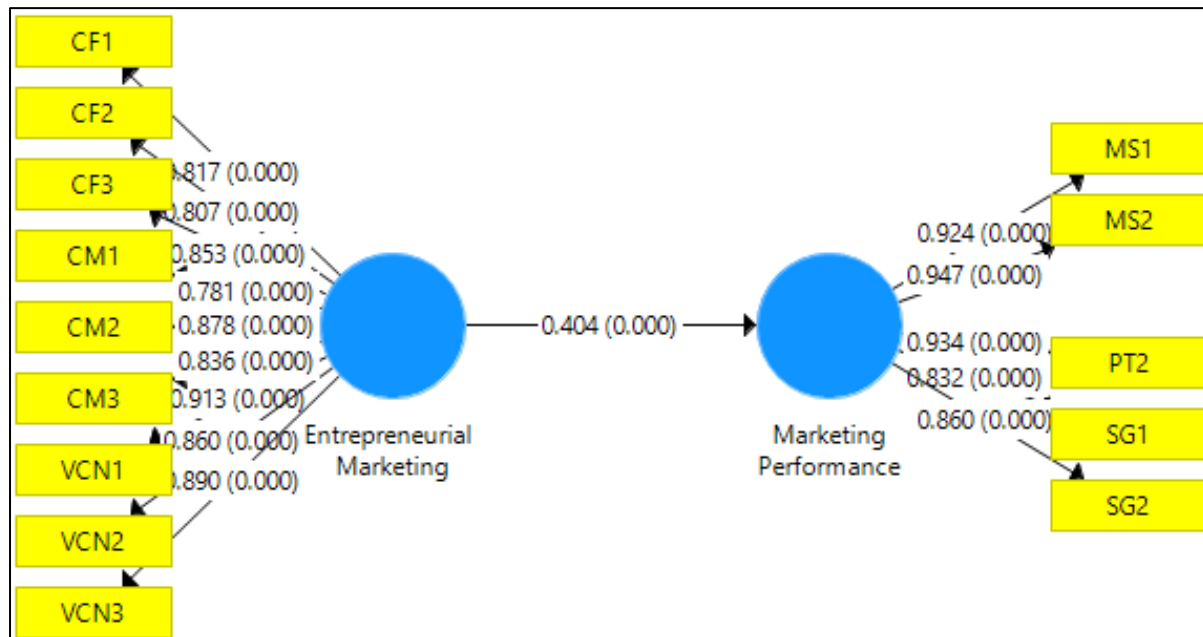 CF1
CF2
CF3
CM1
CM2
CM3
VCN1
VCN2
VCN3
0.817 (0.000)
0.807 (0.000)
0.853 (0.000)
0.781 (0.000)
0.878 (0.000)
0.836 (0.000)
0.913 (0.000)
0.860 (0.000)
0.890 (0.000)
Entrepreneurial
Marketing
0.404 (0.000)
Marketing
Performance
0.924 (0.000)
0.947 (0.000)
0.934 (0.000)
0.832 (0.000)
0.860 (0.000)
MS1
MS2
PT2
SG1
SG2